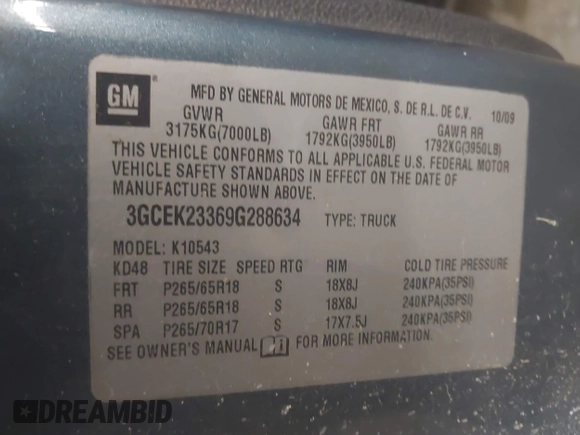 GM ®
MFD BY GENERAL MOTORS DE MEXICO, S. DE R.L. DE C.V. 10/09
GVWR GAWR FRT GAWR RR
3175KG(7000LB) 1792KG(3950LB) 1792KG(3950LB)
THIS VEHICLE CONFORMS TO ALL APPLICABLE U.S. FEDERAL MOTOR
VEHICLE SAFETY STANDARDS IN EFFECT ON THE DATE OF
MANUFACTURE SHOWN ABOVE.
3GCEK23369G288634 TYPE: TRUCK
MODEL: K10543
KD48 TIRE SIZE SPEED RTG RIM COLD TIRE PRESSURE
FRT P265/65R18 S 18X8J 240KPA(35PSI)
RR P265/65R18 S 18X8J 240KPA(35PSI)
SPA P265/70R17 S 17X7.5J 240KPA(35PSI)
SEE OWNER'S MANUAL FOR MORE INFORMATION.
DREAMBID